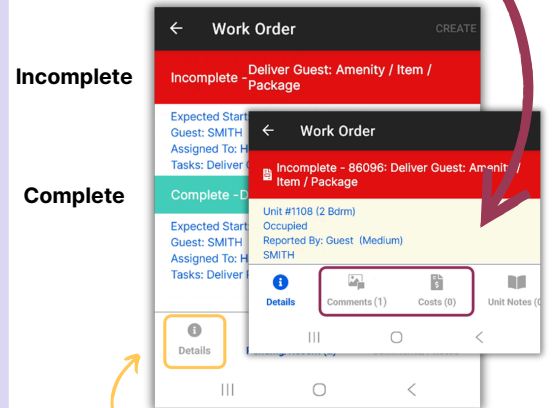 Work Order
CREATE
Incomplete
Incomplete - Deliver Guest: Amenity / Item /
Package
Expected Start
Guest: SMITH
Assigned To: H
Tasks: Deliver
Complete
Complete -D
Expected Start
Guest: SMITH
Assigned To: H
Tasks: Deliver
Details
Work Order
Incomplete - 86096: Deliver Guest: Amenity /
Item / Package
Unit #1108 (2 Bdrm)
Occupied
Reported By: Guest (Medium)
SMITH
Details
Comments (1)
Costs (0)
Unit Notes (0